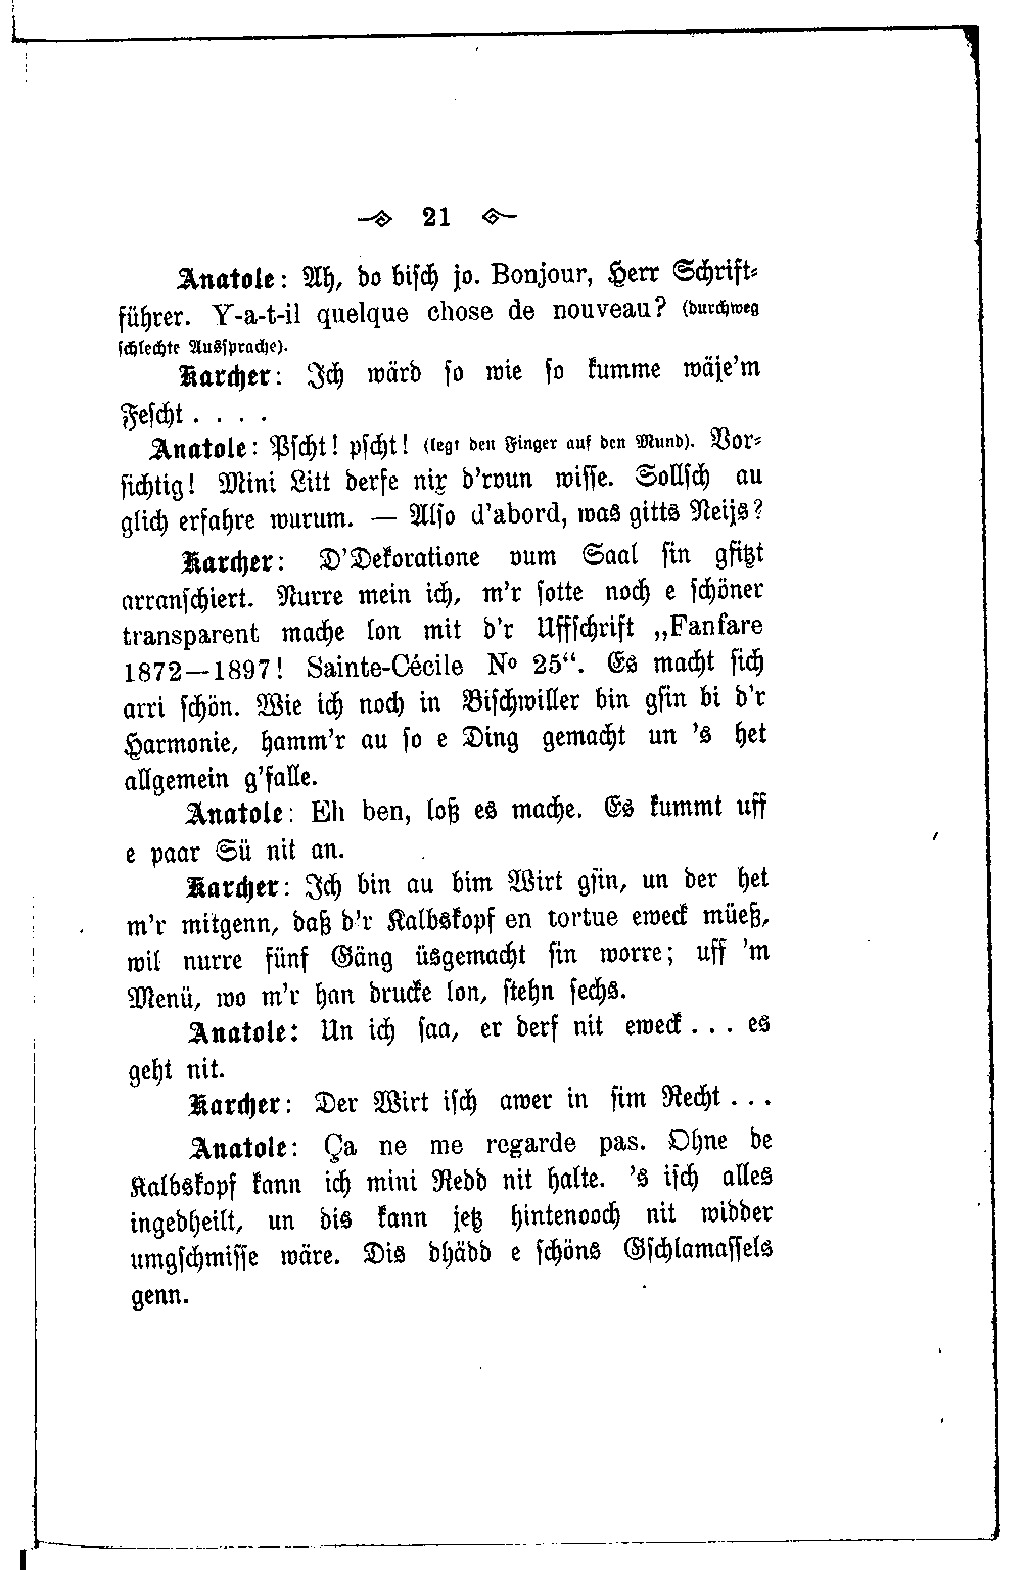 21
Anatole: Ah, do bisch jo. Bonjour, Herr Schrift-
führer. Y-a-t-il quelque chose de nouveau? (durchweg
schlechte Aussprache).
Karcher: Ich wärd so wie so kumme wäje'm
Fescht . . . .
Anatole: Pscht! pscht! (legt den Finger auf den Mund). Vor-
sichtig! Mini Litt derfe nix d'rvun wisse. Sollsch au
glich erfahre wurum. — Also d'abord, was gitts Neijs?
Karcher: D'Dekoratione vum Saal sin gsitzt
arranschiert. Nurre mein ich, m'r sotte noch e schöner
transparent mache lon mit d'r Uffschrift „Fanfare
1872—1897! Sainte-Cécile No 25“. Es macht sich
arri schön. Wie ich noch in Bischwiller bin gsin bi d'r
Harmonie, hamm'r au so e Ding gemacht un 's het
allgemein g'falle.
Anatole: Eh ben, loß es mache. Es kummt uff
e paar Sü nit an.
Karcher: Ich bin au bim Wirt gsin, un der het
m'r mitgenn, daß d'r Kalbskopf en tortue eweck müeß,
wil nurre fünf Gäng üsgemacht sin worre; uff 'm
Menü, wo m'r han drucke lon, stehn sechs.
Anatole: Un ich saa, er derf nit eweck . . . es
geht nit.
Karcher: Der Wirt isch awer in sim Recht . . .
Anatole: Ça ne me regarde pas. Ohne de
Kalbskopf kann ich mini Redd nit halte. 's isch alles
ingedheilt, un dis kann jetz hintenooch nit widder
umgschmisse wäre. Dis dhädd e schöns Gschlamassels
genn.